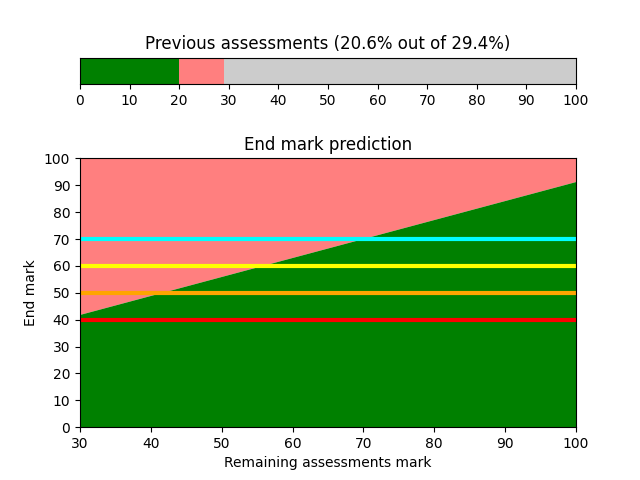 Previous assessments (20.6% out of 29.4%)
0 10 20 30 40 50 60 70 80 90 100
End mark prediction
100
90
80
70
60
50
40
30
20
10
0
End mark
30 40 50 60 70 80 90 100
Remaining assessments mark